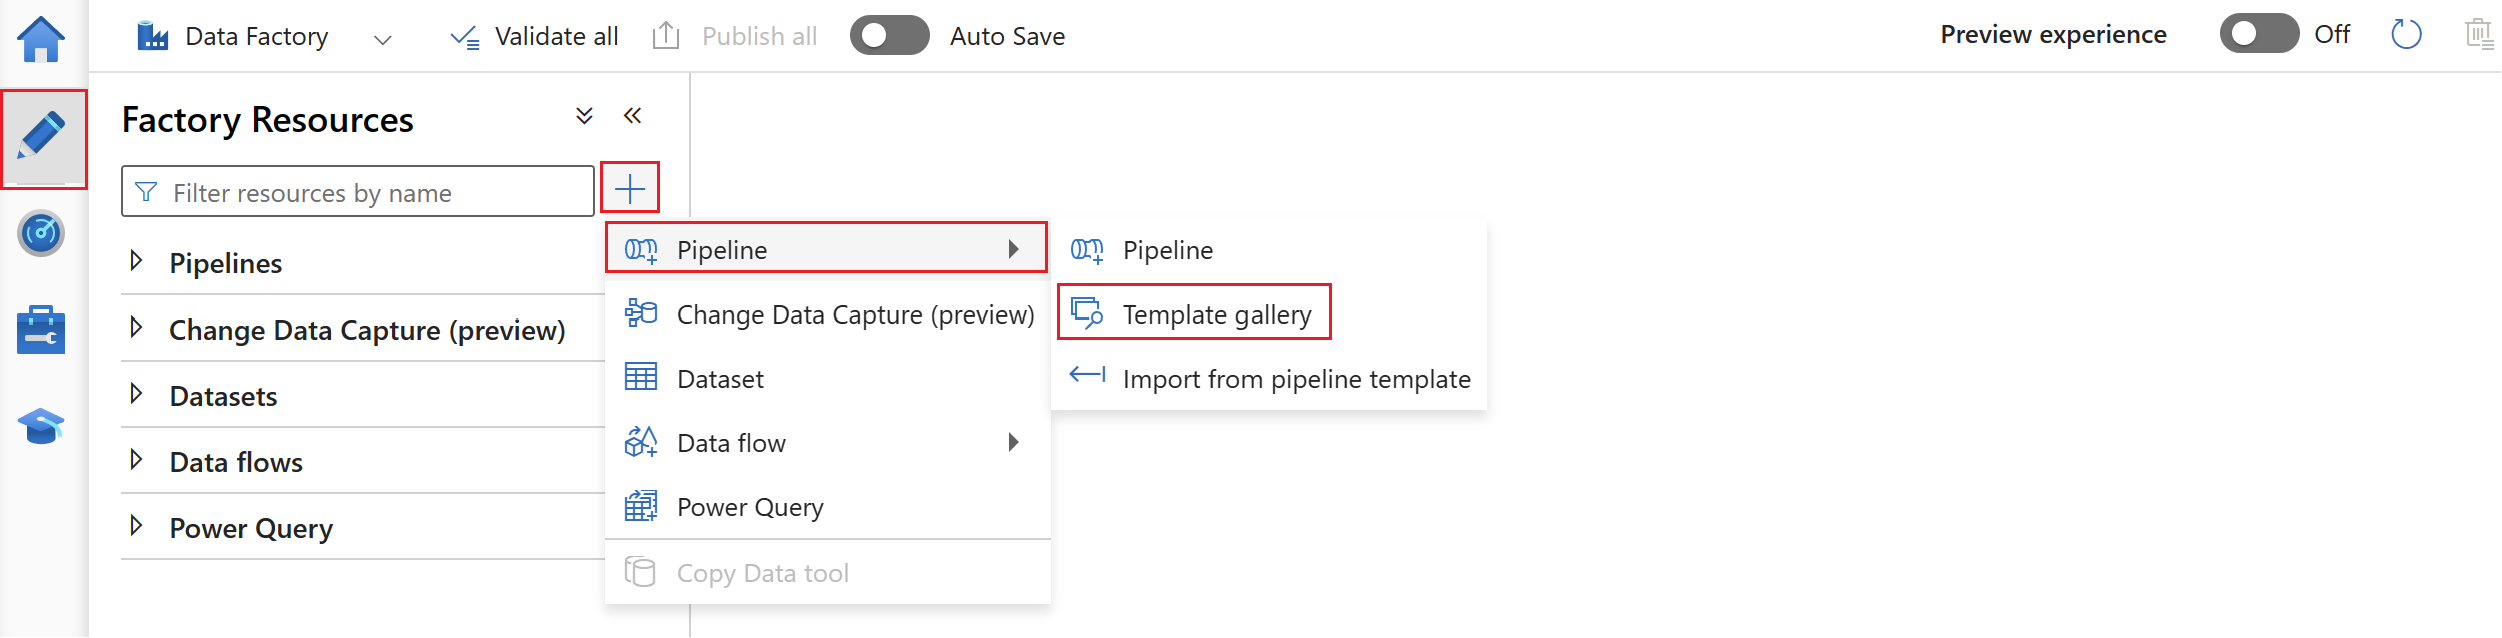 Data Factory
Validate all
Publish all
Auto Save
Preview experience
Off
Factory Resources
Filter resources by name
Pipelines
Change Data Capture (preview)
Datasets
Data flows
Power Query
Pipeline
Change Data Capture (preview)
Dataset
Data flow
Power Query
Copy Data tool
Pipeline
Template gallery
Import from pipeline template